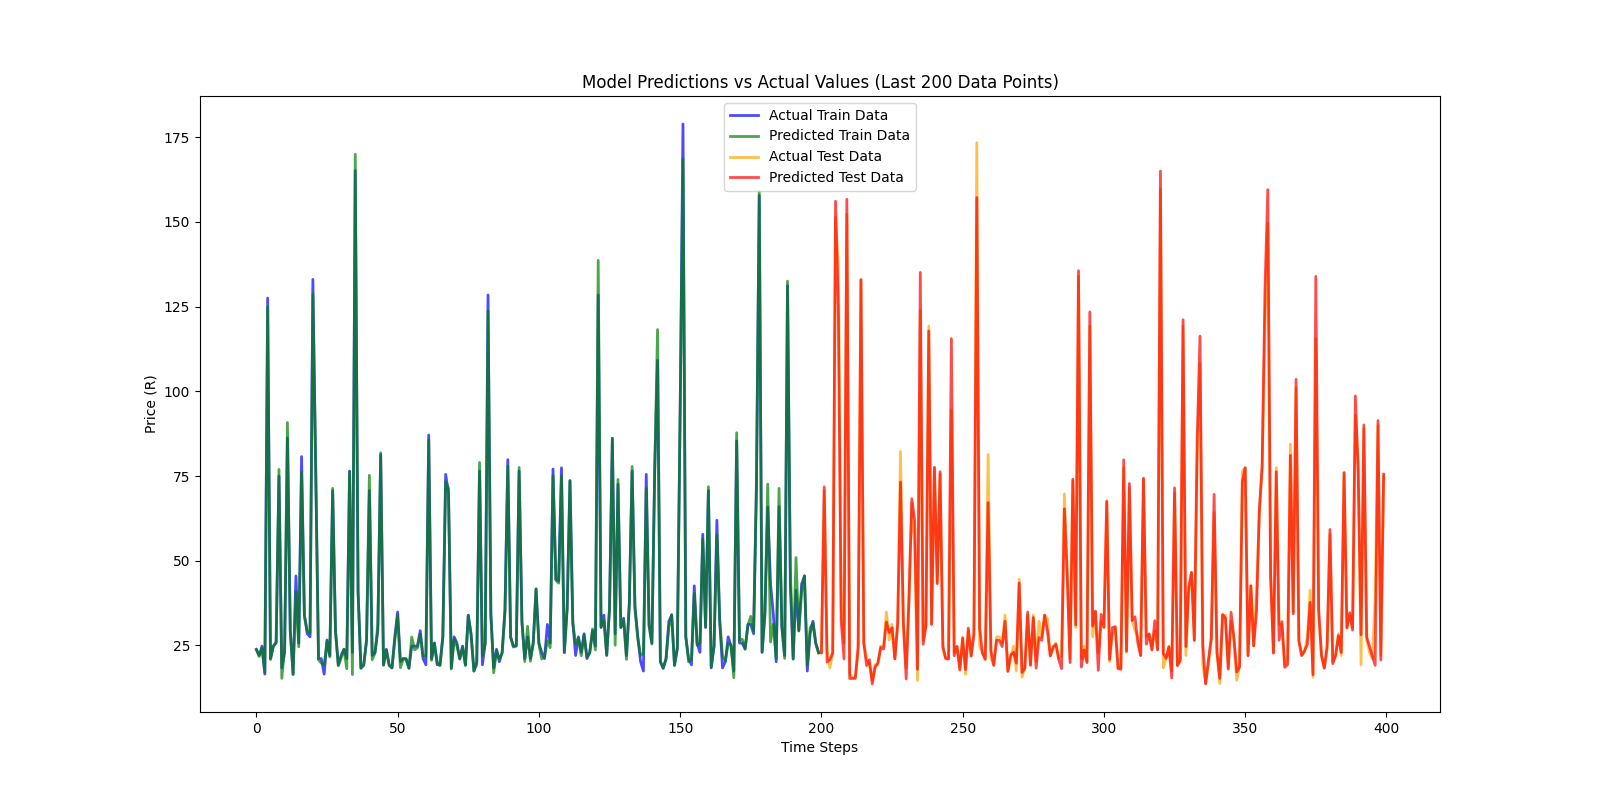 Model Predictions vs Actual Values (Last 200 Data Points)
Actual Train Data
Predicted Train Data
Actual Test Data
Predicted Test Data
Price (R)
175
150
125
100
75
50
25
0 50 100 150 200 250 300 350 400
Time Steps